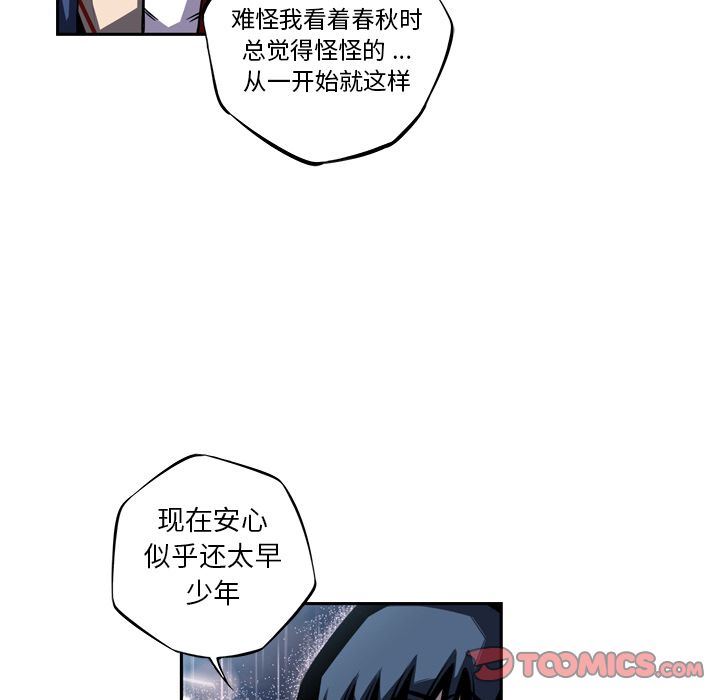 难怪我看着春秋时
总觉得怪怪的 ...
从一开始就这样
现在安心
似乎还太早
少年
TOOMICS.COM